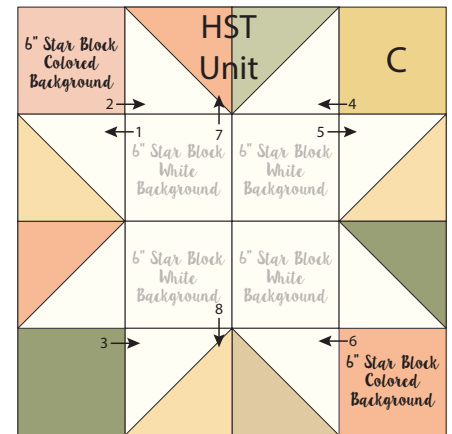 6" Star Block
Colored
Background
HST
Unit
C
2
4
7
1
5
6" Star Block
White
Background
6" Star Block
White
Background
6" Star Block
White
Background
6" Star Block
White
Background
8
3
6
6" Star Block
Colored
Background